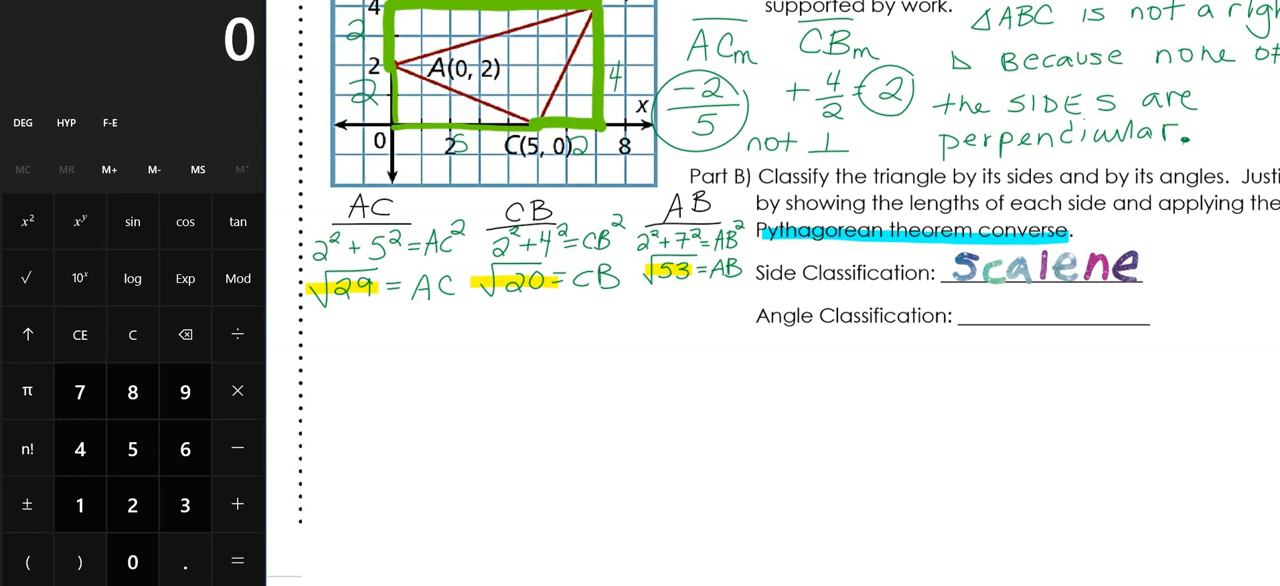 0
DEG HYP F-E
MC MR M+ M- MS M˅
x² xʸ sin cos tan
√ 10ˣ log Exp Mod
↑ CE C ⌫ ÷
π 7 8 9 ×
n! 4 5 6 −
± 1 2 3 +
( ) 0 . =
4
2
2 A(0, 2)
2
4
x
0 2 5 C(5, 0) 2 8
supported by work.
ACm CBm
-2/5 + 4/2 = 2
not ⊥
△ABC is not a righ
▷ Because none of
the SIDES are
perpendicular.
Part B) Classify the triangle by its sides and by its angles. Justi
by showing the lengths of each side and applying the
Pythagorean theorem converse.
AC CB AB
2² + 5² = AC² 2² + 4² = CB² 2² + 7² = AB²
√29 = AC √20 = CB √53 = AB
Side Classification: Scalene
Angle Classification: